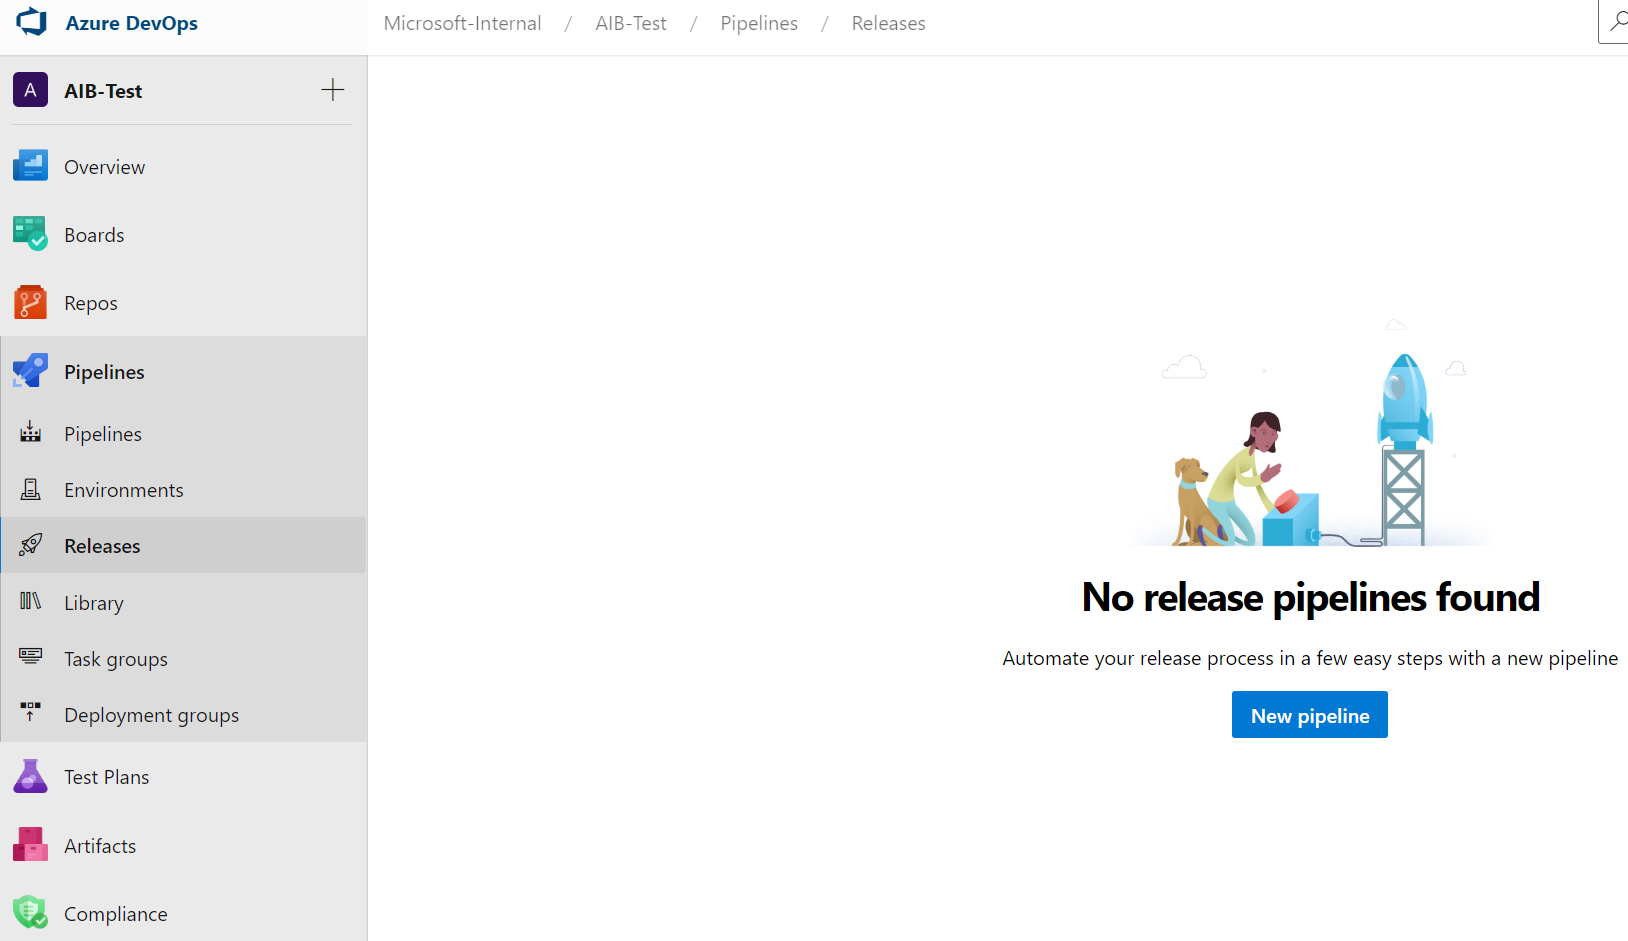 Azure DevOps
Microsoft-Internal / AIB-Test / Pipelines / Releases
A AIB-Test
Overview
Boards
Repos
Pipelines
Pipelines
Environments
Releases
Library
Task groups
Deployment groups
Test Plans
Artifacts
Compliance
No release pipelines found
Automate your release process in a few easy steps with a new pipeline
New pipeline